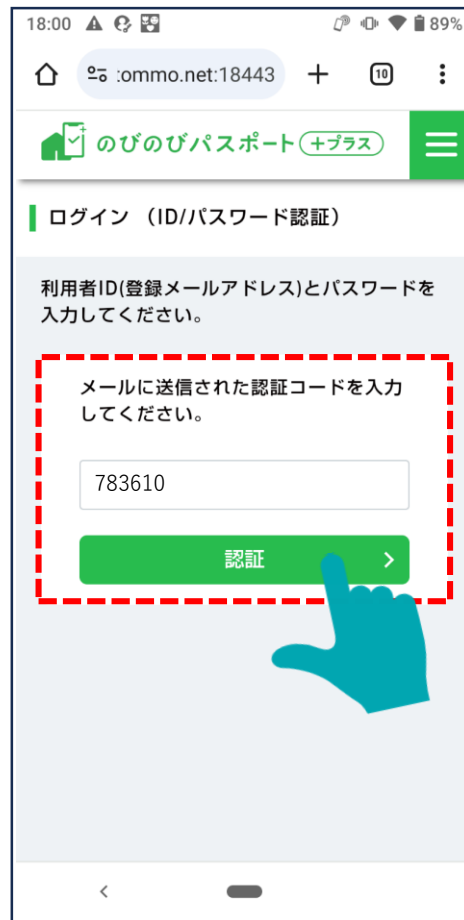 18:00 89%
:ommo.net:18443 10
のびのびパスポート +プラス
ログイン （ID/パスワード認証）
利用者ID(登録メールアドレス)とパスワードを
入力してください。
メールに送信された認証コードを入力
してください。
783610
認証